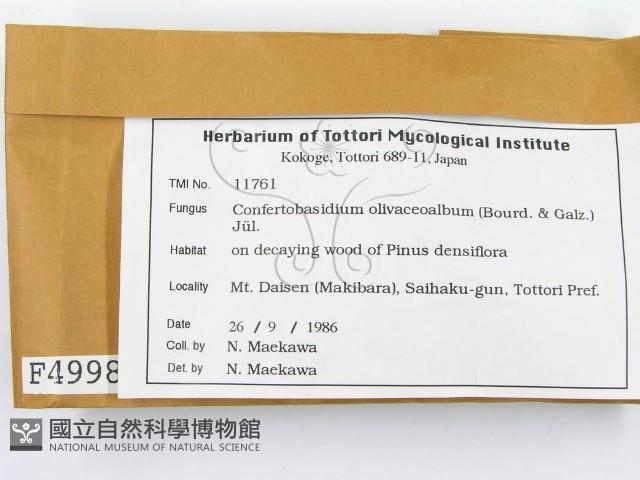 Herbarium of Tottori Mycological Institute
Kokoge, Tottori 689-11, Japan
TMI No. 11761
Fungus Confertobasidium olivaceoalbum (Bourd. & Galz.)
Jül.
Habitat on decaying wood of Pinus densiflora
Locality Mt. Daisen (Makibara), Saihaku-gun, Tottori Pref.
Date 26 / 9 / 1986
Coll. by N. Maekawa
Det. by N. Maekawa
F4998
國立自然科學博物館
NATIONAL MUSEUM OF NATURAL SCIENCE